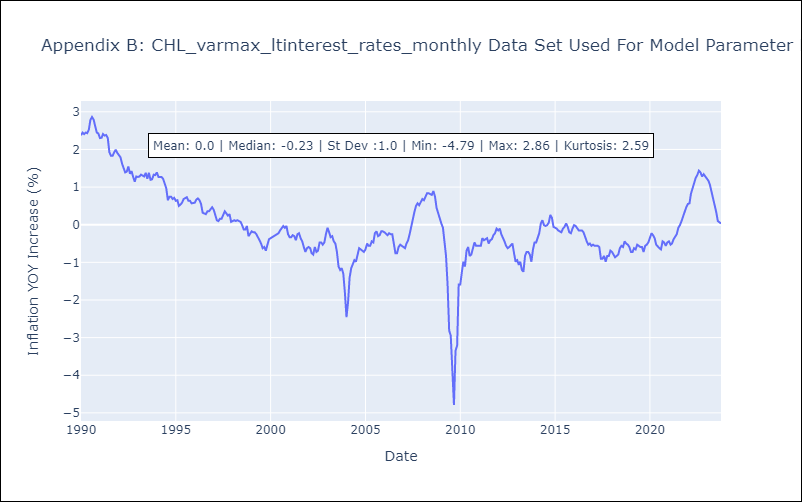 Appendix B: CHL_varmax_ltinterest_rates_monthly Data Set Used For Model Parameter
Mean: 0.0 | Median: -0.23 | St Dev :1.0 | Min: -4.79 | Max: 2.86 | Kurtosis: 2.59
Inflation YOY Increase (%)
3
2
1
0
−1
−2
−3
−4
−5
1990 1995 2000 2005 2010 2015 2020
Date